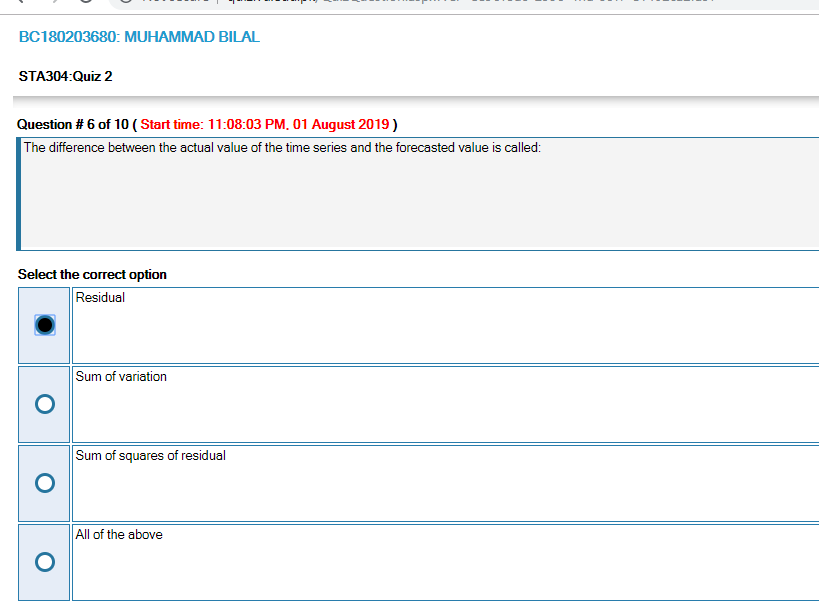 BC180203680: MUHAMMAD BILAL
STA304:Quiz 2
Question # 6 of 10 ( Start time: 11:08:03 PM, 01 August 2019 )
The difference between the actual value of the time series and the forecasted value is called:
Select the correct option
Residual
Sum of variation
Sum of squares of residual
All of the above